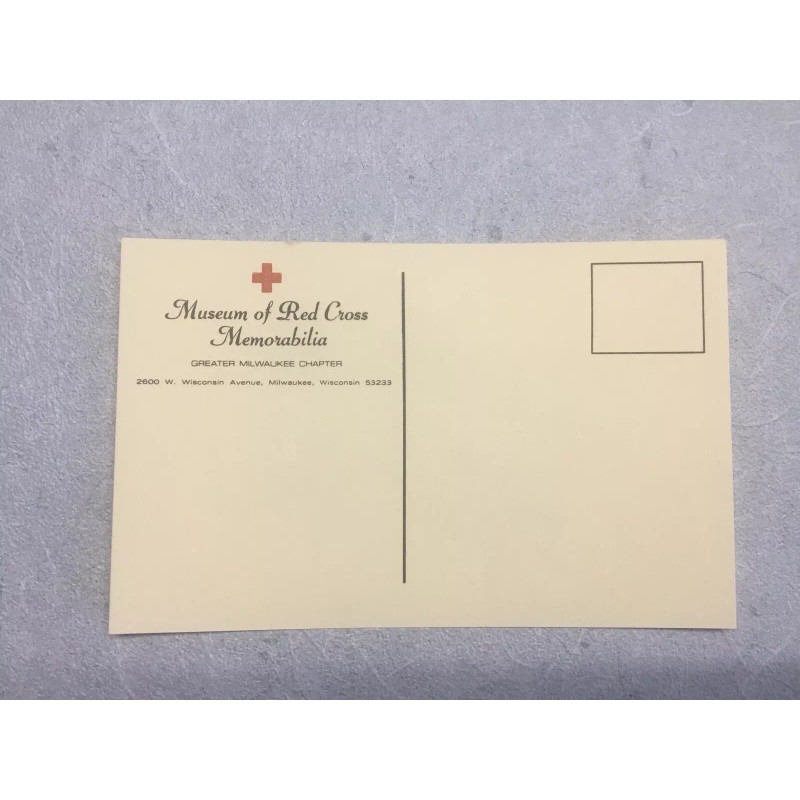 Museum of Red Cross
Memorabilia
GREATER MILWAUKEE CHAPTER
2600 W. Wisconsin Avenue, Milwaukee, Wisconsin 53233